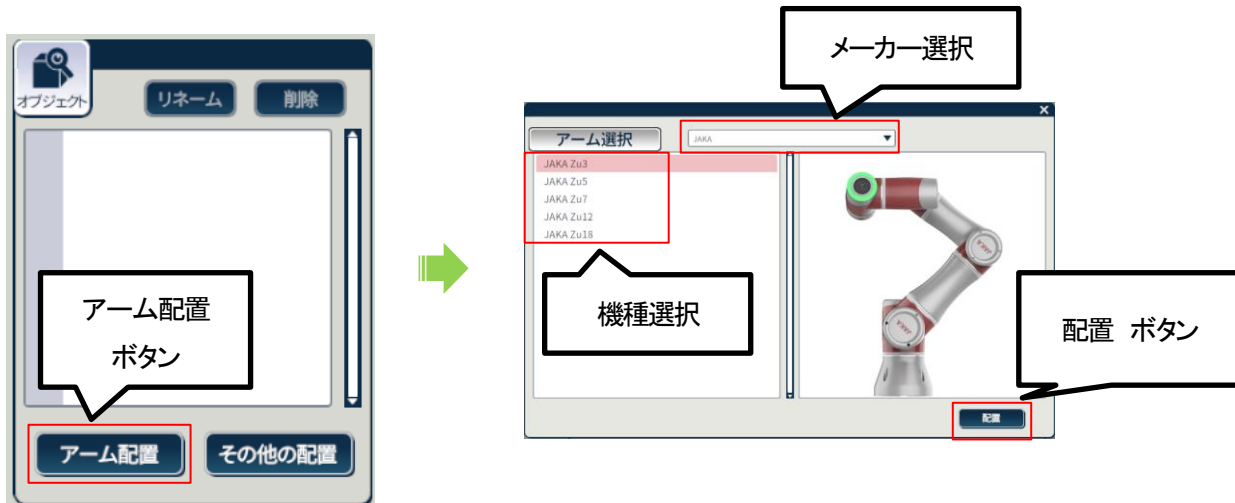 オブジェクト
リネーム
削除
アーム配置
ボタン
アーム配置
その他の配置
メーカー選択
×
アーム選択
JAKA
JAKA Zu3
JAKA Zu5
JAKA Zu7
JAKA Zu12
JAKA Zu18
機種選択
JAKA
JAKA
配置 ボタン
配置